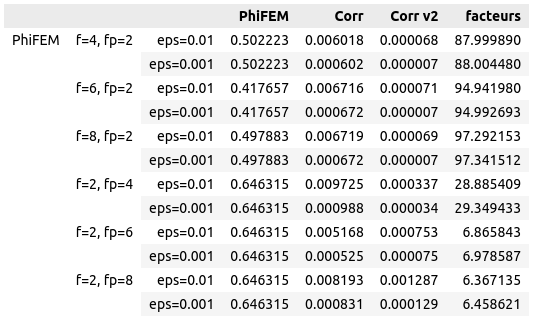 PhiFEM Corr Corr v2 facteurs
PhiFEM f=4, fp=2 eps=0.01 0.502223 0.006018 0.000068 87.999890
eps=0.001 0.502223 0.000602 0.000007 88.004480
f=6, fp=2 eps=0.01 0.417657 0.006716 0.000071 94.941980
eps=0.001 0.417657 0.000672 0.000007 94.992693
f=8, fp=2 eps=0.01 0.497883 0.006719 0.000069 97.292153
eps=0.001 0.497883 0.000672 0.000007 97.341512
f=2, fp=4 eps=0.01 0.646315 0.009725 0.000337 28.885409
eps=0.001 0.646315 0.000988 0.000034 29.349433
f=2, fp=6 eps=0.01 0.646315 0.005168 0.000753 6.865843
eps=0.001 0.646315 0.000525 0.000075 6.978587
f=2, fp=8 eps=0.01 0.646315 0.008193 0.001287 6.367135
eps=0.001 0.646315 0.000831 0.000129 6.458621